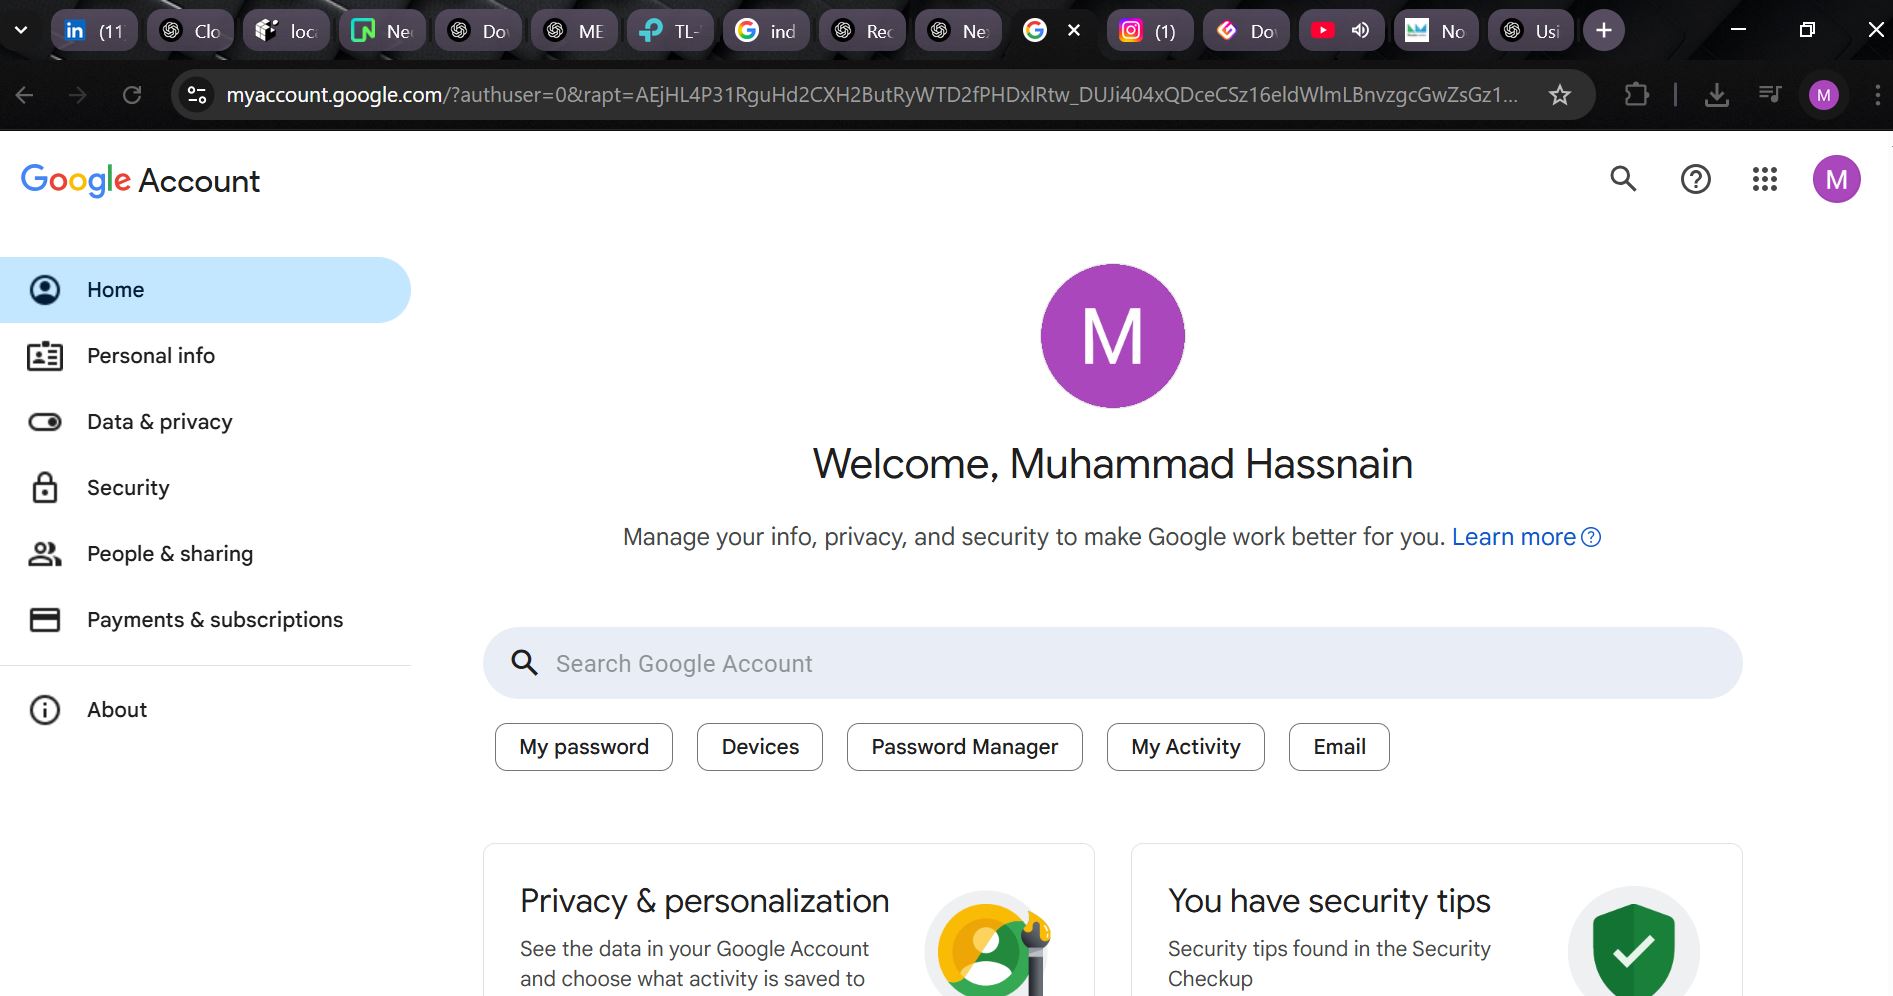 (11
Clo
loca
Ne
Do
ME
TL-
ind
Rec
Ne
(1)
Do
No
Usi
myaccount.google.com/?authuser=0&rapt=AEjHL4P31RguHd2CXH2ButRyWTD2fPHDxlRtw_DUJi404xQDceCSz16eldWlmLBnvzgcGwZsGz1...
M
Google Account
M
Home
Personal info
Data & privacy
Security
People & sharing
Payments & subscriptions
About
M
Welcome, Muhammad Hassnain
Manage your info, privacy, and security to make Google work better for you. Learn more
Search Google Account
My password
Devices
Password Manager
My Activity
Email
Privacy & personalization
See the data in your Google Account
and choose what activity is saved to
You have security tips
Security tips found in the Security
Checkup